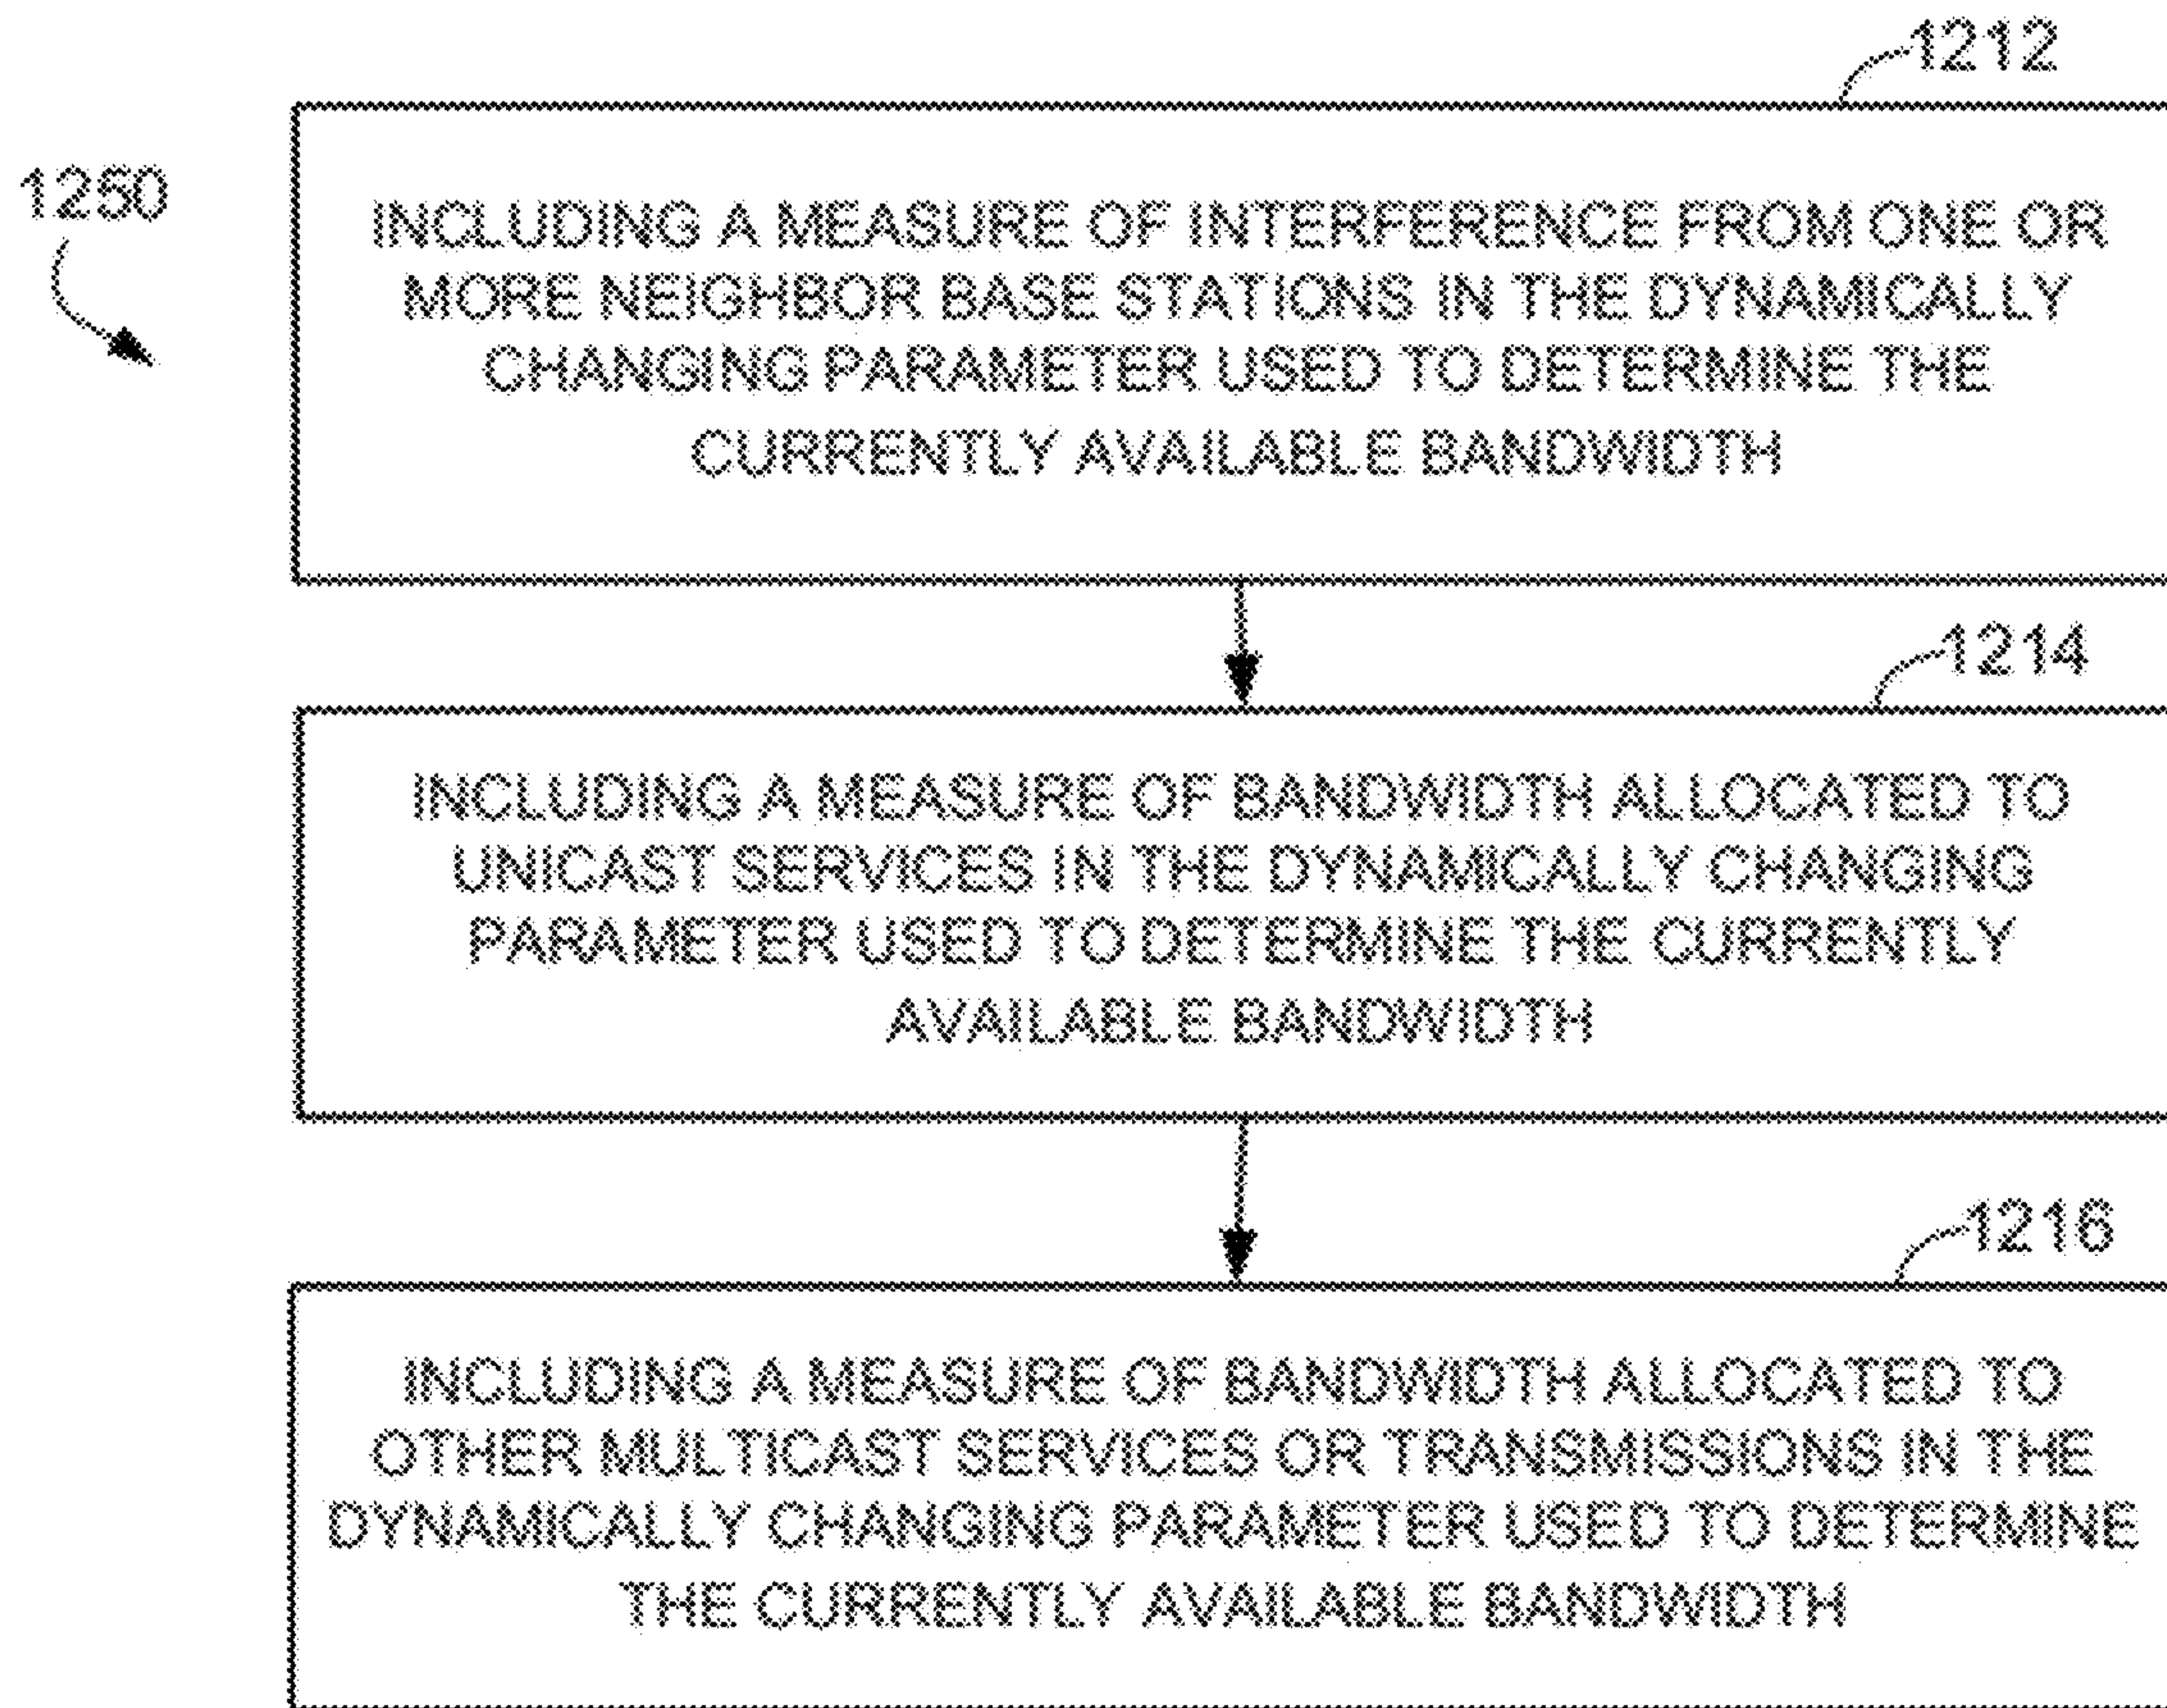 1212
1250
INCLUDING A MEASURE OF INTERFERENCE FROM ONE OR
MORE NEIGHBOR BASE STATIONS IN THE DYNAMICALLY
CHANGING PARAMETER USED TO DETERMINE THE
CURRENTLY AVAILABLE BANDWIDTH
1214
INCLUDING A MEASURE OF BANDWIDTH ALLOCATED TO
UNICAST SERVICES IN THE DYNAMICALLY CHANGING
PARAMETER USED TO DETERMINE THE CURRENTLY
AVAILABLE BANDWIDTH
1216
INCLUDING A MEASURE OF BANDWIDTH ALLOCATED TO
OTHER MULTICAST SERVICES OR TRANSMISSIONS IN THE
DYNAMICALLY CHANGING PARAMETER USED TO DETERMINE
THE CURRENTLY AVAILABLE BANDWIDTH